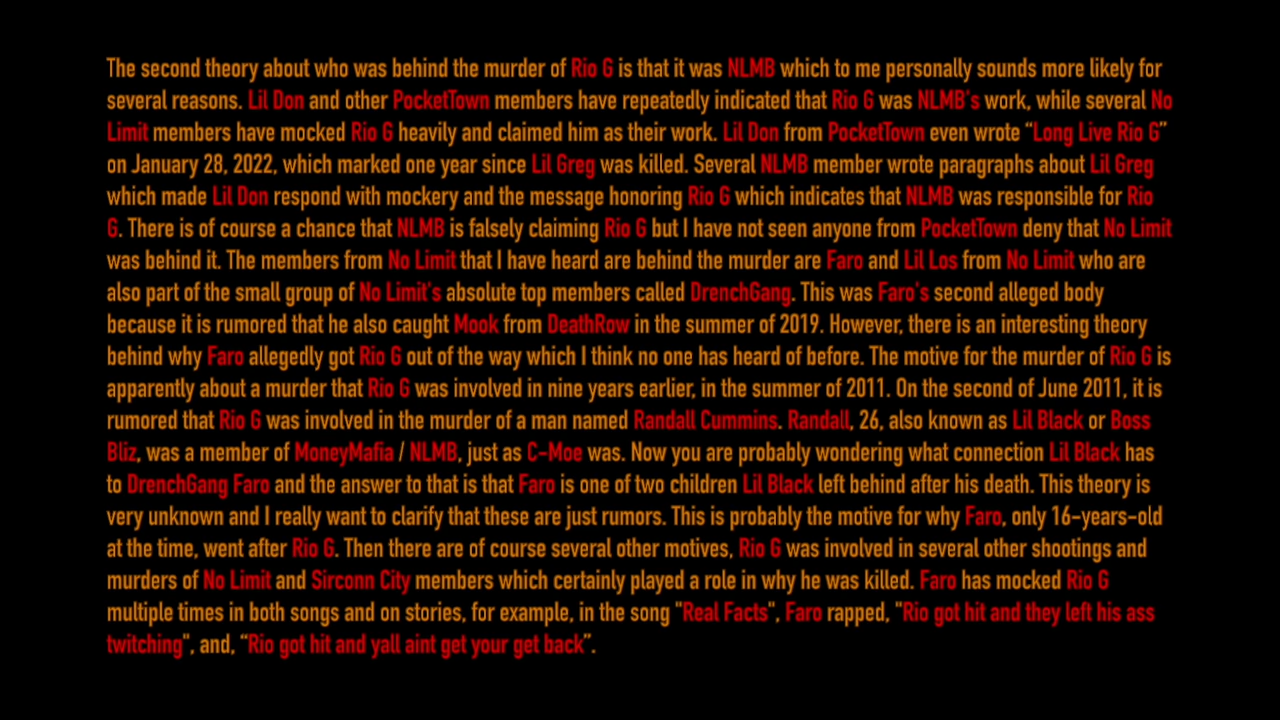 The second theory about who was behind the murder of Rio G is that it was NLMB which to me personally sounds more likely for
several reasons. Lil Don and other PocketTown members have repeatedly indicated that Rio G was NLMB's work, while several No
Limit members have mocked Rio G heavily and claimed him as their work. Lil Don from PocketTown even wrote “Long Live Rio G”
on January 28, 2022, which marked one year since Lil Greg was killed. Several NLMB member wrote paragraphs about Lil Greg
which made Lil Don respond with mockery and the message honoring Rio G which indicates that NLMB was responsible for Rio
G. There is of course a chance that NLMB is falsely claiming Rio G but I have not seen anyone from PocketTown deny that No Limit
was behind it. The members from No Limit that I have heard are behind the murder are Faro and Lil Los from No Limit who are
also part of the small group of No Limit's absolute top members called DrenchGang. This was Faro's second alleged body
because it is rumored that he also caught Mook from DeathRow in the summer of 2019. However, there is an interesting theory
behind why Faro allegedly got Rio G out of the way which I think no one has heard of before. The motive for the murder of Rio G is
apparently about a murder that Rio G was involved in nine years earlier, in the summer of 2011. On the second of June 2011, it is
rumored that Rio G was involved in the murder of a man named Randall Cummins. Randall, 26, also known as Lil Black or Boss
Bliz, was a member of MoneyMafia / NLMB, just as C-Moe was. Now you are probably wondering what connection Lil Black has
to DrenchGang Faro and the answer to that is that Faro is one of two children Lil Black left behind after his death. This theory is
very unknown and I really want to clarify that these are just rumors. This is probably the motive for why Faro, only 16-years-old
at the time, went after Rio G. Then there are of course several other motives, Rio G was involved in several other shootings and
murders of No Limit and Sirconn City members which certainly played a role in why he was killed. Faro has mocked Rio G
multiple times in both songs and on stories, for example, in the song "Real Facts", Faro rapped, "Rio got hit and they left his ass
twitching", and, “Rio got hit and yall aint get your get back”.